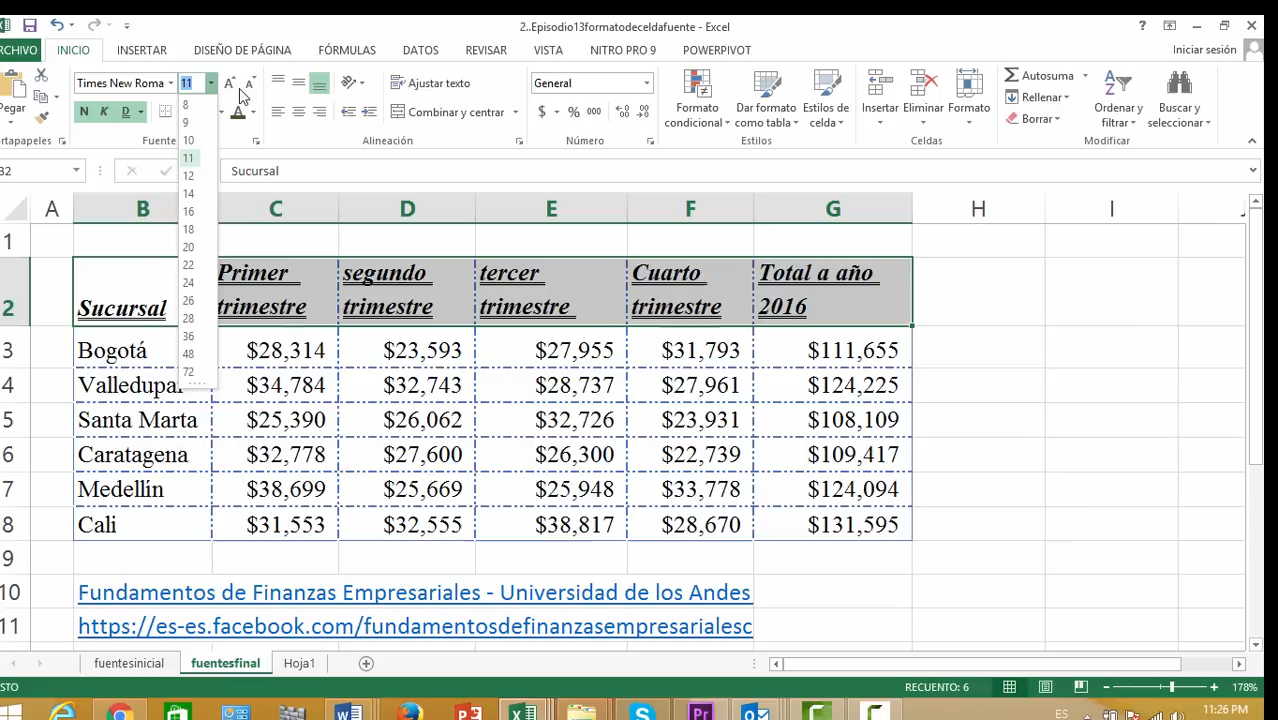 2..Episodio13formatodeceldafuente - Excel
ARCHIVO INICIO INSERTAR DISEÑO DE PÁGINA FÓRMULAS DATOS REVISAR VISTA NITRO PRO 9 POWERPIVOT Iniciar sesión
Times New Roma 11 Ajustar texto General Autosuma
Pegar N K D A Combinar y centrar $ % 000 Formato condicional Dar formato como tabla Estilos de celda Insertar Eliminar Formato Rellenar Borrar Ordenar y filtrar Buscar y seleccionar
rtapapeles Fuente Alineación Número Estilos Celdas Modificar
8
9
10
11
12
14
16
18
20
22
24
26
28
36
48
72
B2 Sucursal
A B C D E F G H I
1
2 Sucursal Primer trimestre segundo trimestre tercer trimestre Cuarto trimestre Total a año 2016
3 Bogotá $28,314 $23,593 $27,955 $31,793 $111,655
4 Valledupar $34,784 $32,743 $28,737 $27,961 $124,225
5 Santa Marta $25,390 $26,062 $32,726 $23,931 $108,109
6 Caratagena $32,778 $27,600 $26,300 $22,739 $109,417
7 Medellín $38,699 $25,669 $25,948 $33,778 $124,094
8 Cali $31,553 $32,555 $38,817 $28,670 $131,595
9
10 Fundamentos de Finanzas Empresariales - Universidad de los Andes
11 https://es-es.facebook.com/fundamentosdefinanzasempresarialesc
fuentesinicial fuentesfinal Hoja1
STO RECUENTO: 6 178%
ES 11:26 PM